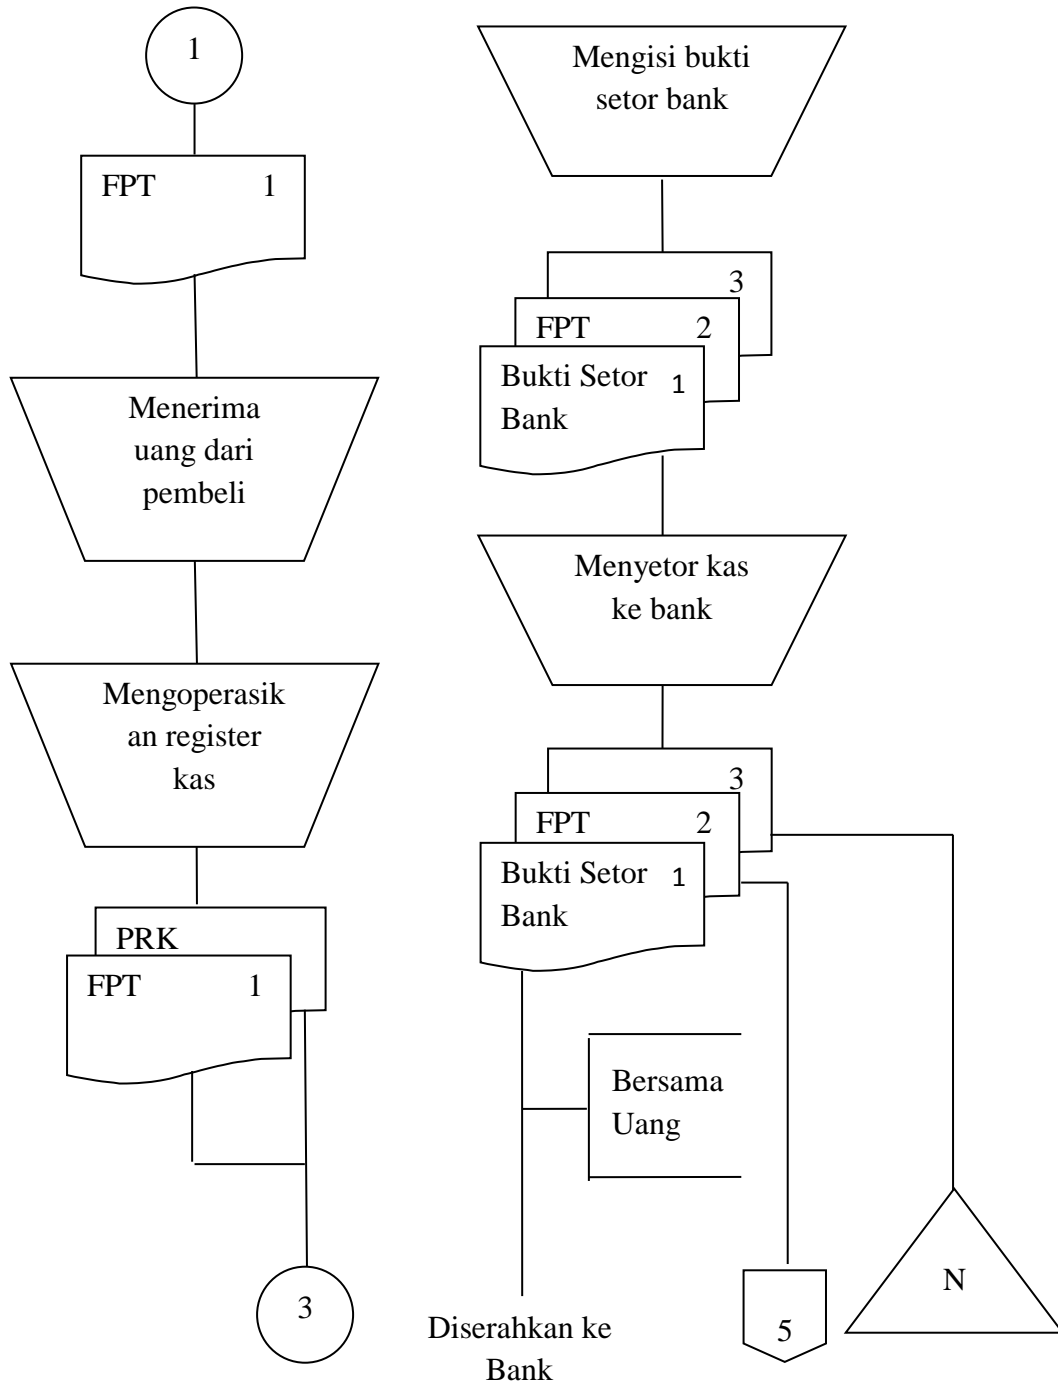 1
FPT 1
Menerima
uang dari
pembeli
Mengoperasik
an register
kas
PRK
FPT 1
3
Mengisi bukti
setor bank
3
FPT 2
Bukti Setor 1
Bank
Menyetor kas
ke bank
3
FPT 2
Bukti Setor 1
Bank
Bersama
Uang
Diserahkan ke
Bank
5
N